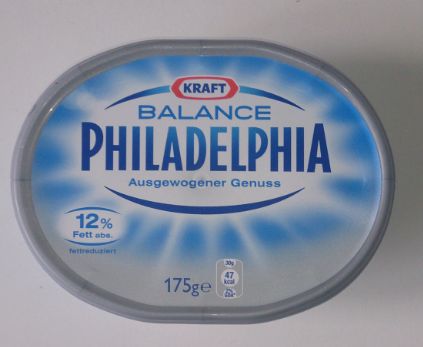 KRAFT
BALANCE
PHILADELPHIA
Ausgewogener Genuss
12%
Fett abs.
fettreduziert
175g e
30g
47
kcal